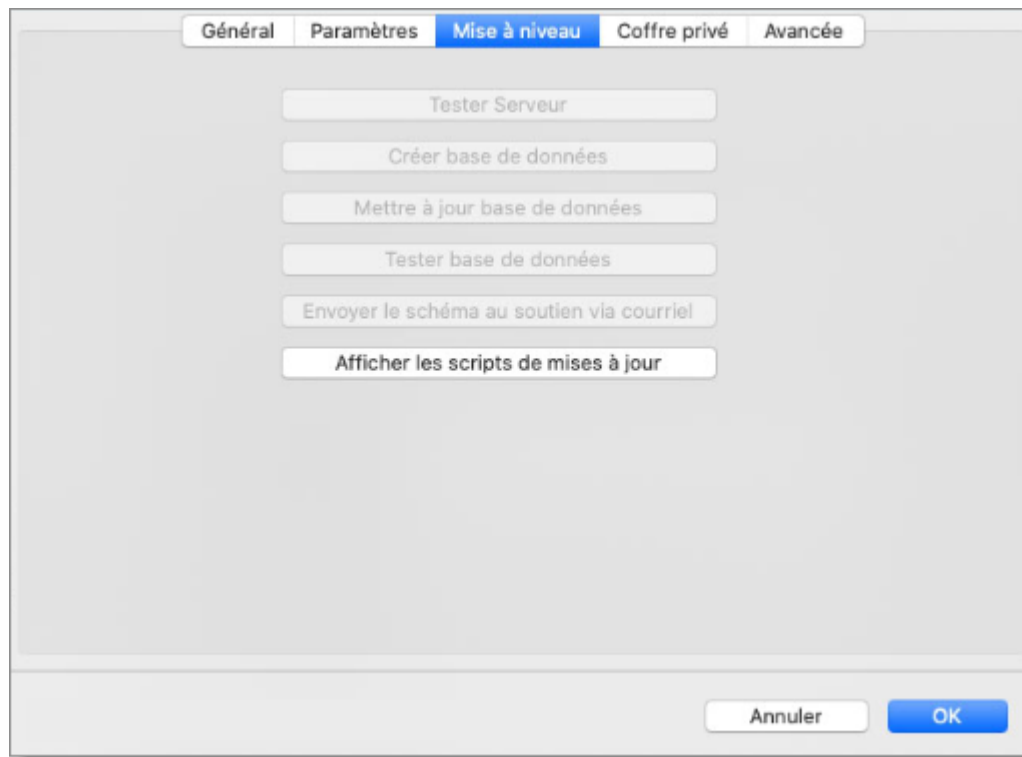 Général Paramètres Mise à niveau Coffre privé Avancée
Tester Serveur
Créer base de données
Mettre à jour base de données
Tester base de données
Envoyer le schéma au soutien via courriel
Afficher les scripts de mises à jour
Annuler OK